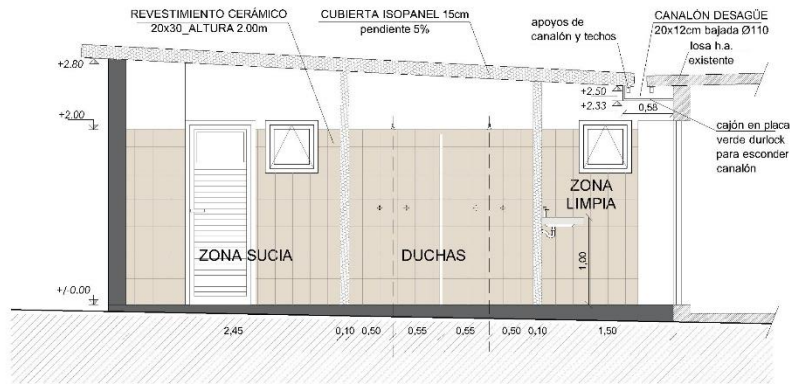 REVESTIMIENTO CERÁMICO
20x30_ALTURA 2.00m
CUBIERTA ISOPANEL 15cm
pendiente 5%
apoyos de
canalón y techos
CANALÓN DESAGÜE
20x12cm bajada Ø110
losa h.a.
existente
+2.80
+2.50
+2.33
0,58
+2.00
cajón en placa
verde durlock
para esconder
canalón
ZONA
LIMPIA
ZONA SUCIA
DUCHAS
1,00
+/-0.00
2,45
0,10
0,50
0,55
0,55
0,50
0,10
1,50